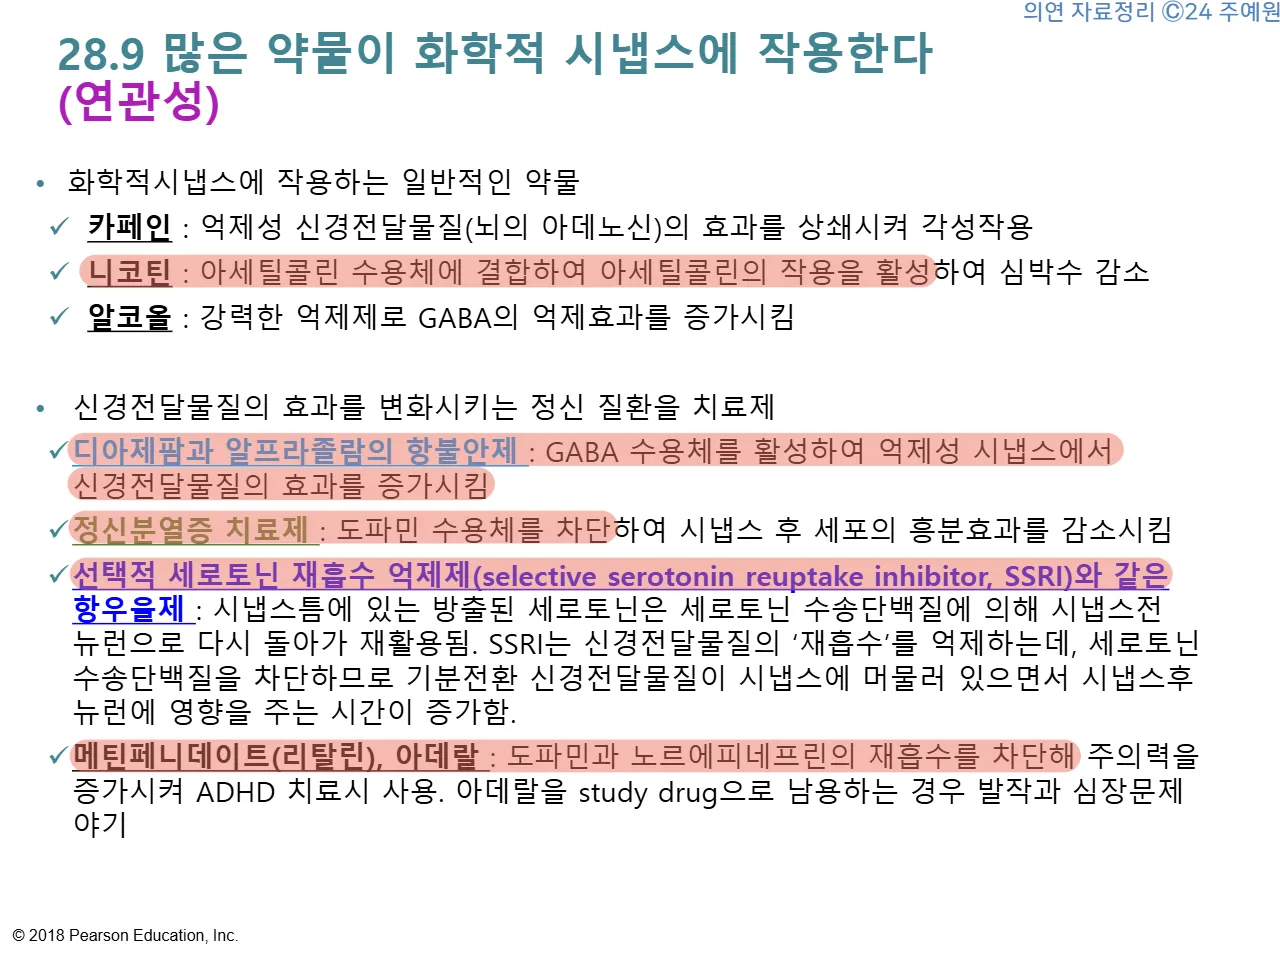 의연 자료정리 Ⓒ24 주예원
28.9 많은 약물이 화학적 시냅스에 작용한다
(연관성)
• 화학적시냅스에 작용하는 일반적인 약물
✓ 카페인 : 억제성 신경전달물질(뇌의 아데노신)의 효과를 상쇄시켜 각성작용
✓ 니코틴 : 아세틸콜린 수용체에 결합하여 아세틸콜린의 작용을 활성하여 심박수 감소
✓ 알코올 : 강력한 억제제로 GABA의 억제효과를 증가시킴
• 신경전달물질의 효과를 변화시키는 정신 질환을 치료제
✓ 디아제팜과 알프라졸람의 항불안제 : GABA 수용체를 활성하여 억제성 시냅스에서
신경전달물질의 효과를 증가시킴
✓ 정신분열증 치료제 : 도파민 수용체를 차단하여 시냅스 후 세포의 흥분효과를 감소시킴
✓ 선택적 세로토닌 재흡수 억제제(selective serotonin reuptake inhibitor, SSRI)와 같은
항우울제 : 시냅스틈에 있는 방출된 세로토닌은 세로토닌 수송단백질에 의해 시냅스전
뉴런으로 다시 돌아가 재활용됨. SSRI는 신경전달물질의 ‘재흡수’를 억제하는데, 세로토닌
수송단백질을 차단하므로 기분전환 신경전달물질이 시냅스에 머물러 있으면서 시냅스후
뉴런에 영향을 주는 시간이 증가함.
✓ 메틴페니데이트(리탈린), 아데랄 : 도파민과 노르에피네프린의 재흡수를 차단해 주의력을
증가시켜 ADHD 치료시 사용. 아데랄을 study drug으로 남용하는 경우 발작과 심장문제
야기
© 2018 Pearson Education, Inc.